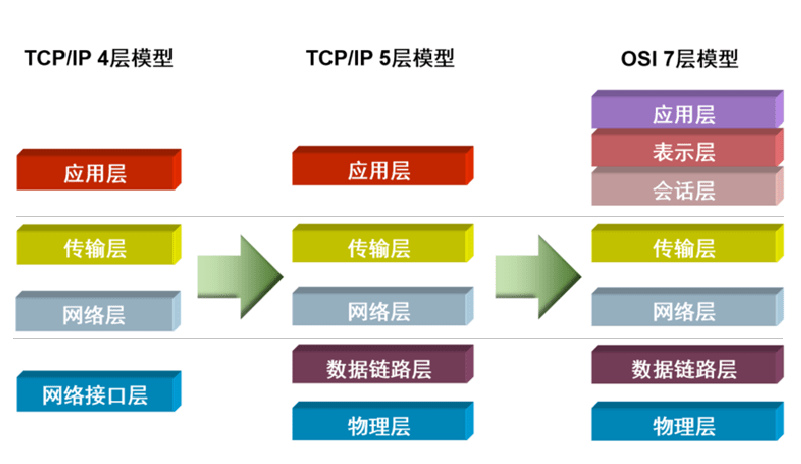 TCP/IP 4层模型
应用层
传输层
网络层
网络接口层
TCP/IP 5层模型
应用层
传输层
网络层
数据链路层
物理层
OSI 7层模型
应用层
表示层
会话层
传输层
网络层
数据链路层
物理层